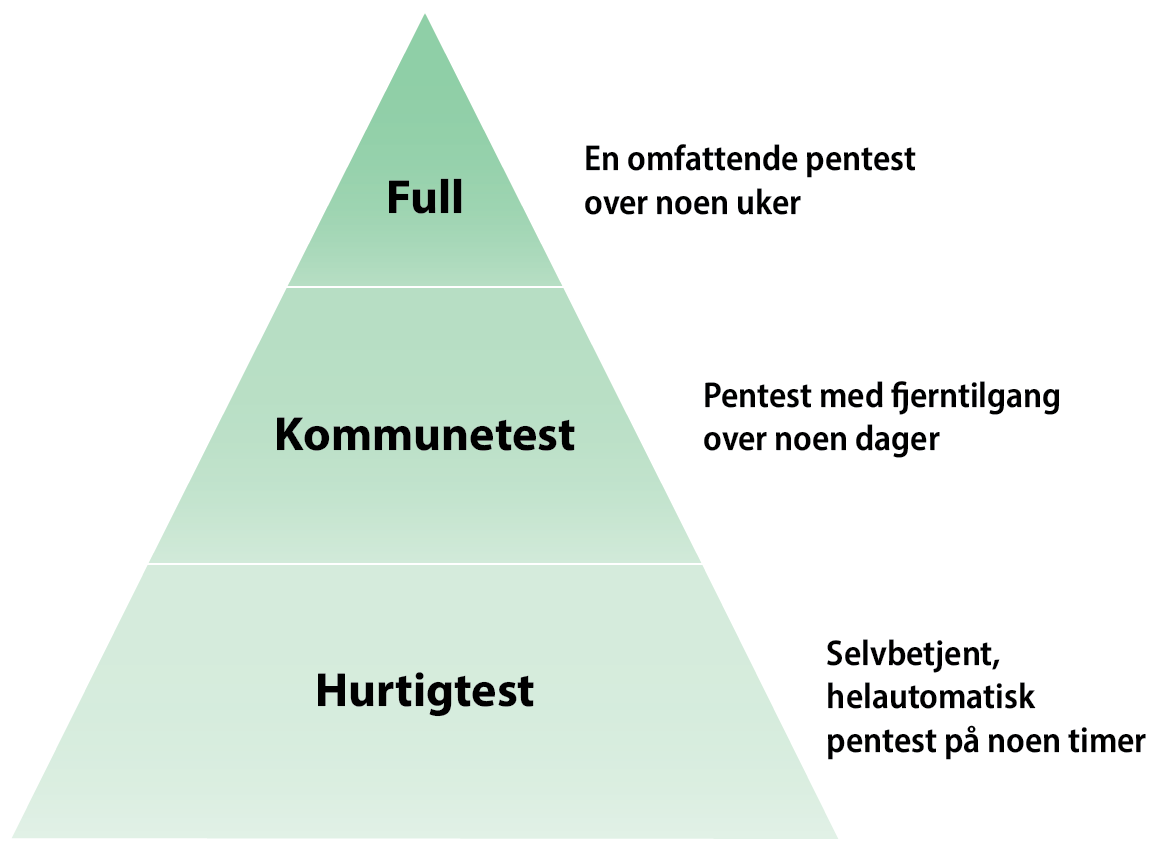 Full
En omfattende pentest
over noen uker
Kommunetest
Pentest med fjerntilgang
over noen dager
Hurtigtest
Selvbetjent,
helautomatisk
pentest på noen timer